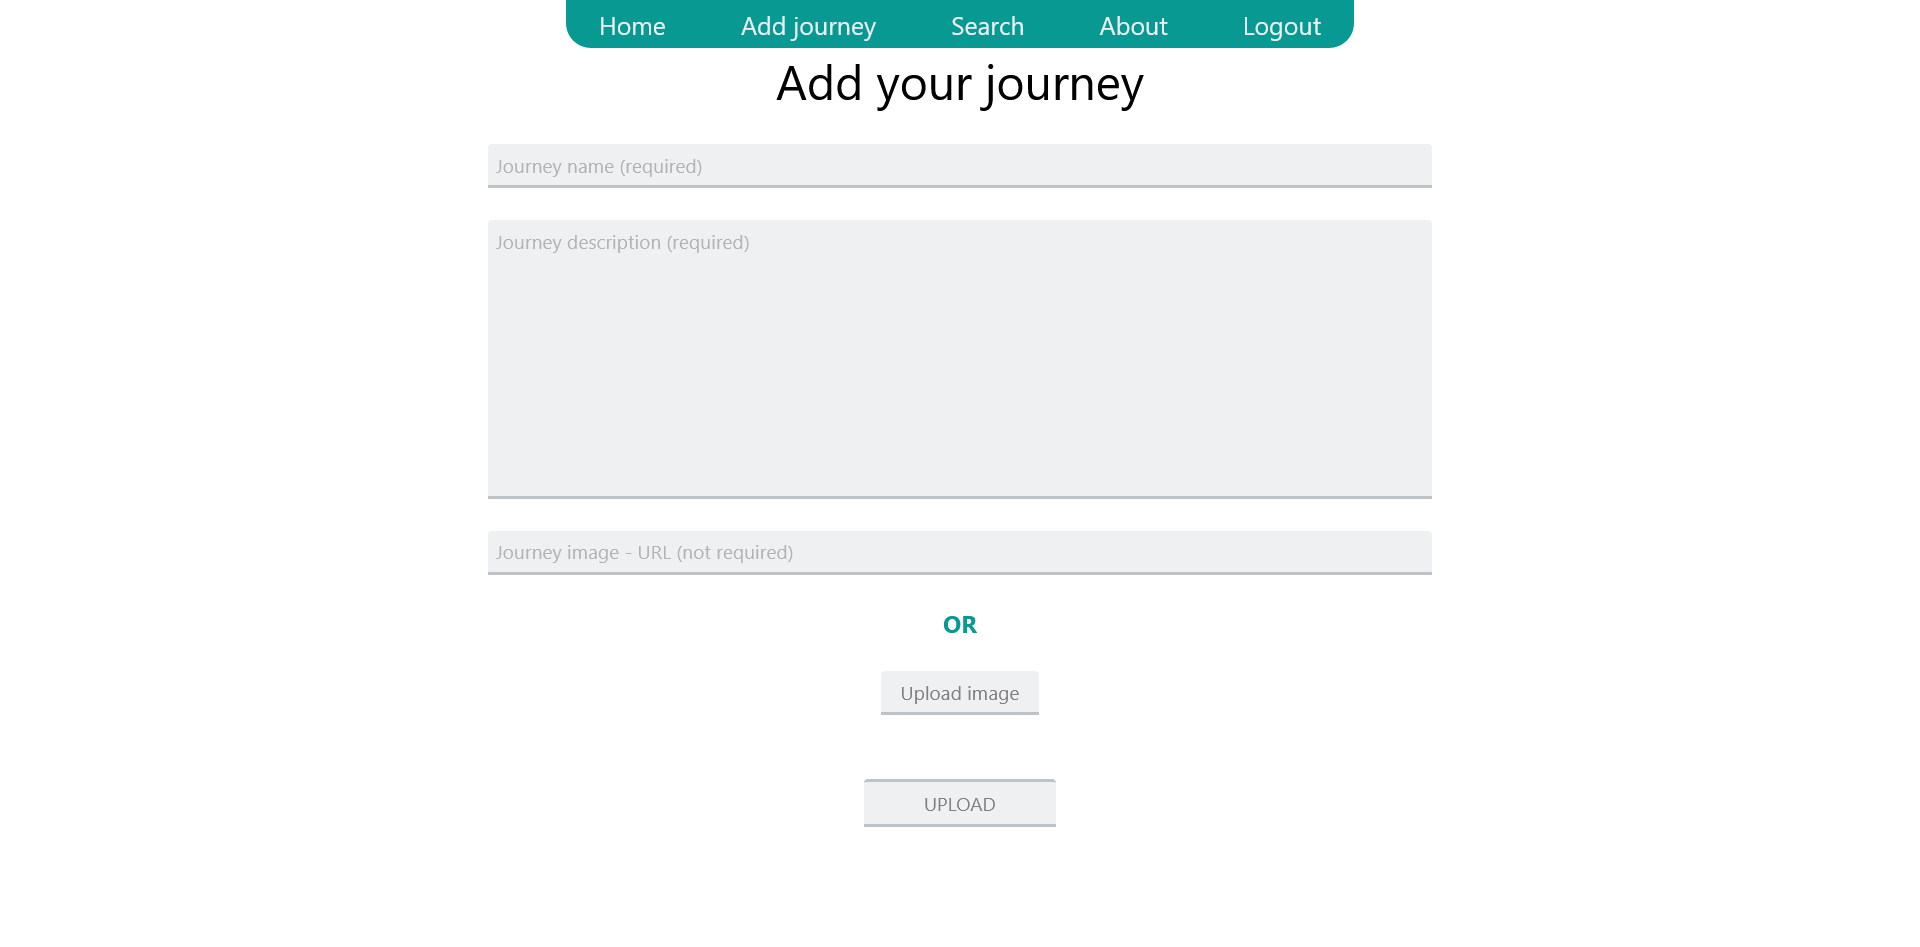 Home Add journey Search About Logout
Add your journey
Journey name (required)
Journey description (required)
Journey image - URL (not required)
OR
Upload image
UPLOAD